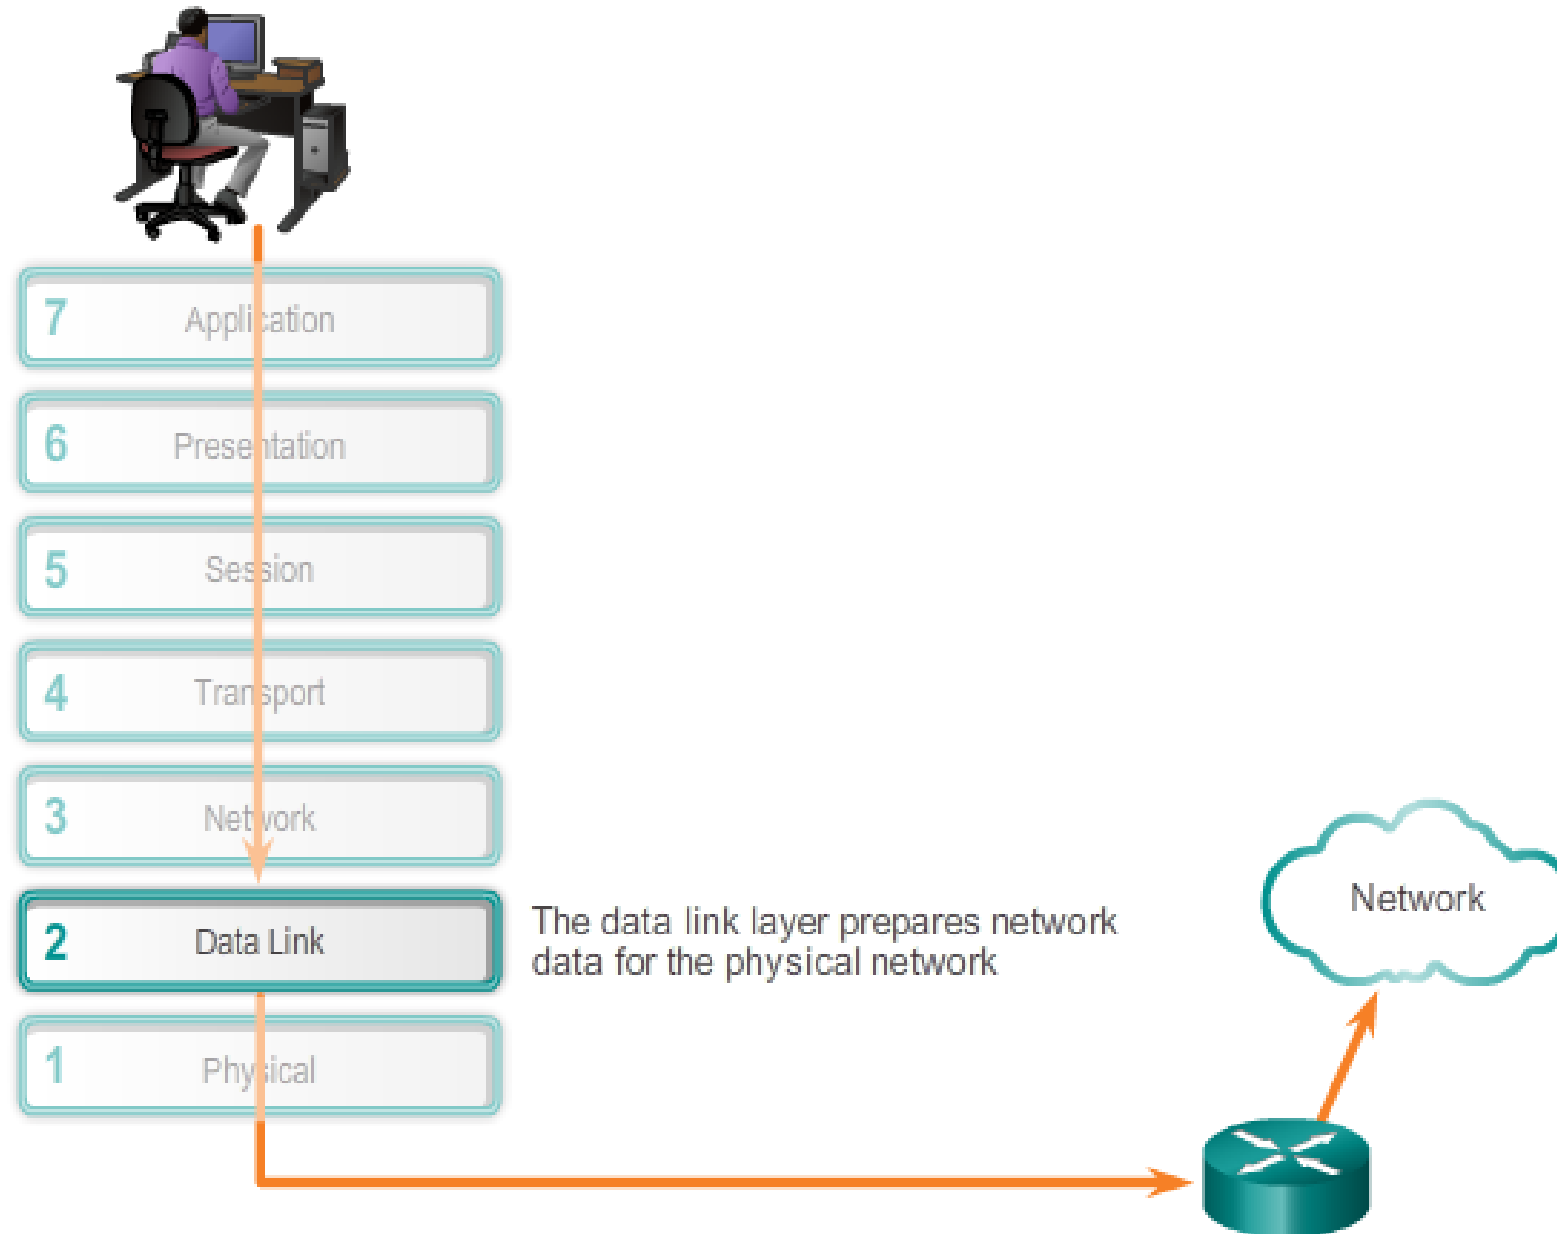 7 Application
6 Presentation
5 Session
4 Transport
3 Network
2 Data Link
The data link layer prepares network
data for the physical network
Network
1 Physical